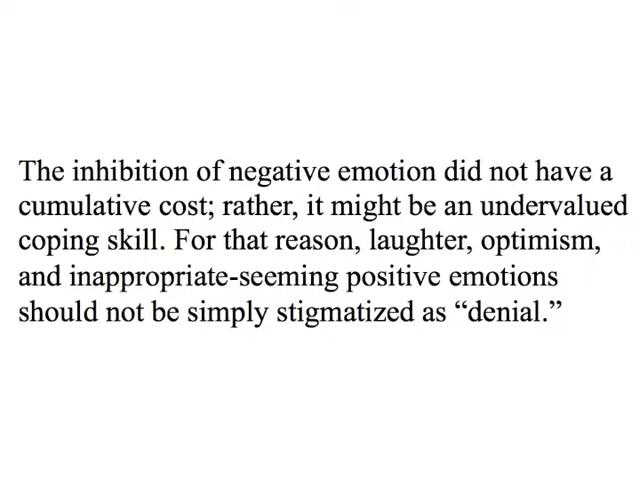 The inhibition of negative emotion did not have a
cumulative cost; rather, it might be an undervalued
coping skill. For that reason, laughter, optimism,
and inappropriate-seeming positive emotions
should not be simply stigmatized as “denial.”